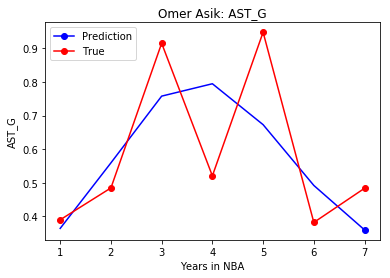 Omer Asik: AST_G
Prediction
True
AST_G
0.9
0.8
0.7
0.6
0.5
0.4
1 2 3 4 5 6 7
Years in NBA